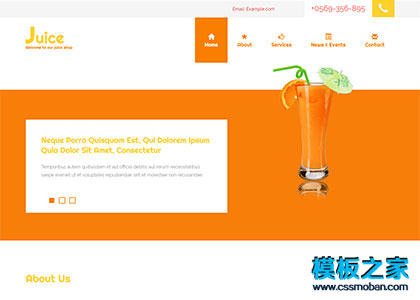 Email: Example.com
+0569-356-895
Juice
Welcome to our juice shop
Home
About
Services
News & Events
Contact
Neque Porro Quisquam Est, Qui Dolorem Ipsum
Quia Dolor Sit Amet, Consectetur
Temporibus autem quibusdam et aut officiis debitis aut rerum necessitatibus
saepe eveniet et voluptates repudiandae sint et molestiae non recusandae
About Us
模板之家
www.cssmoban.com